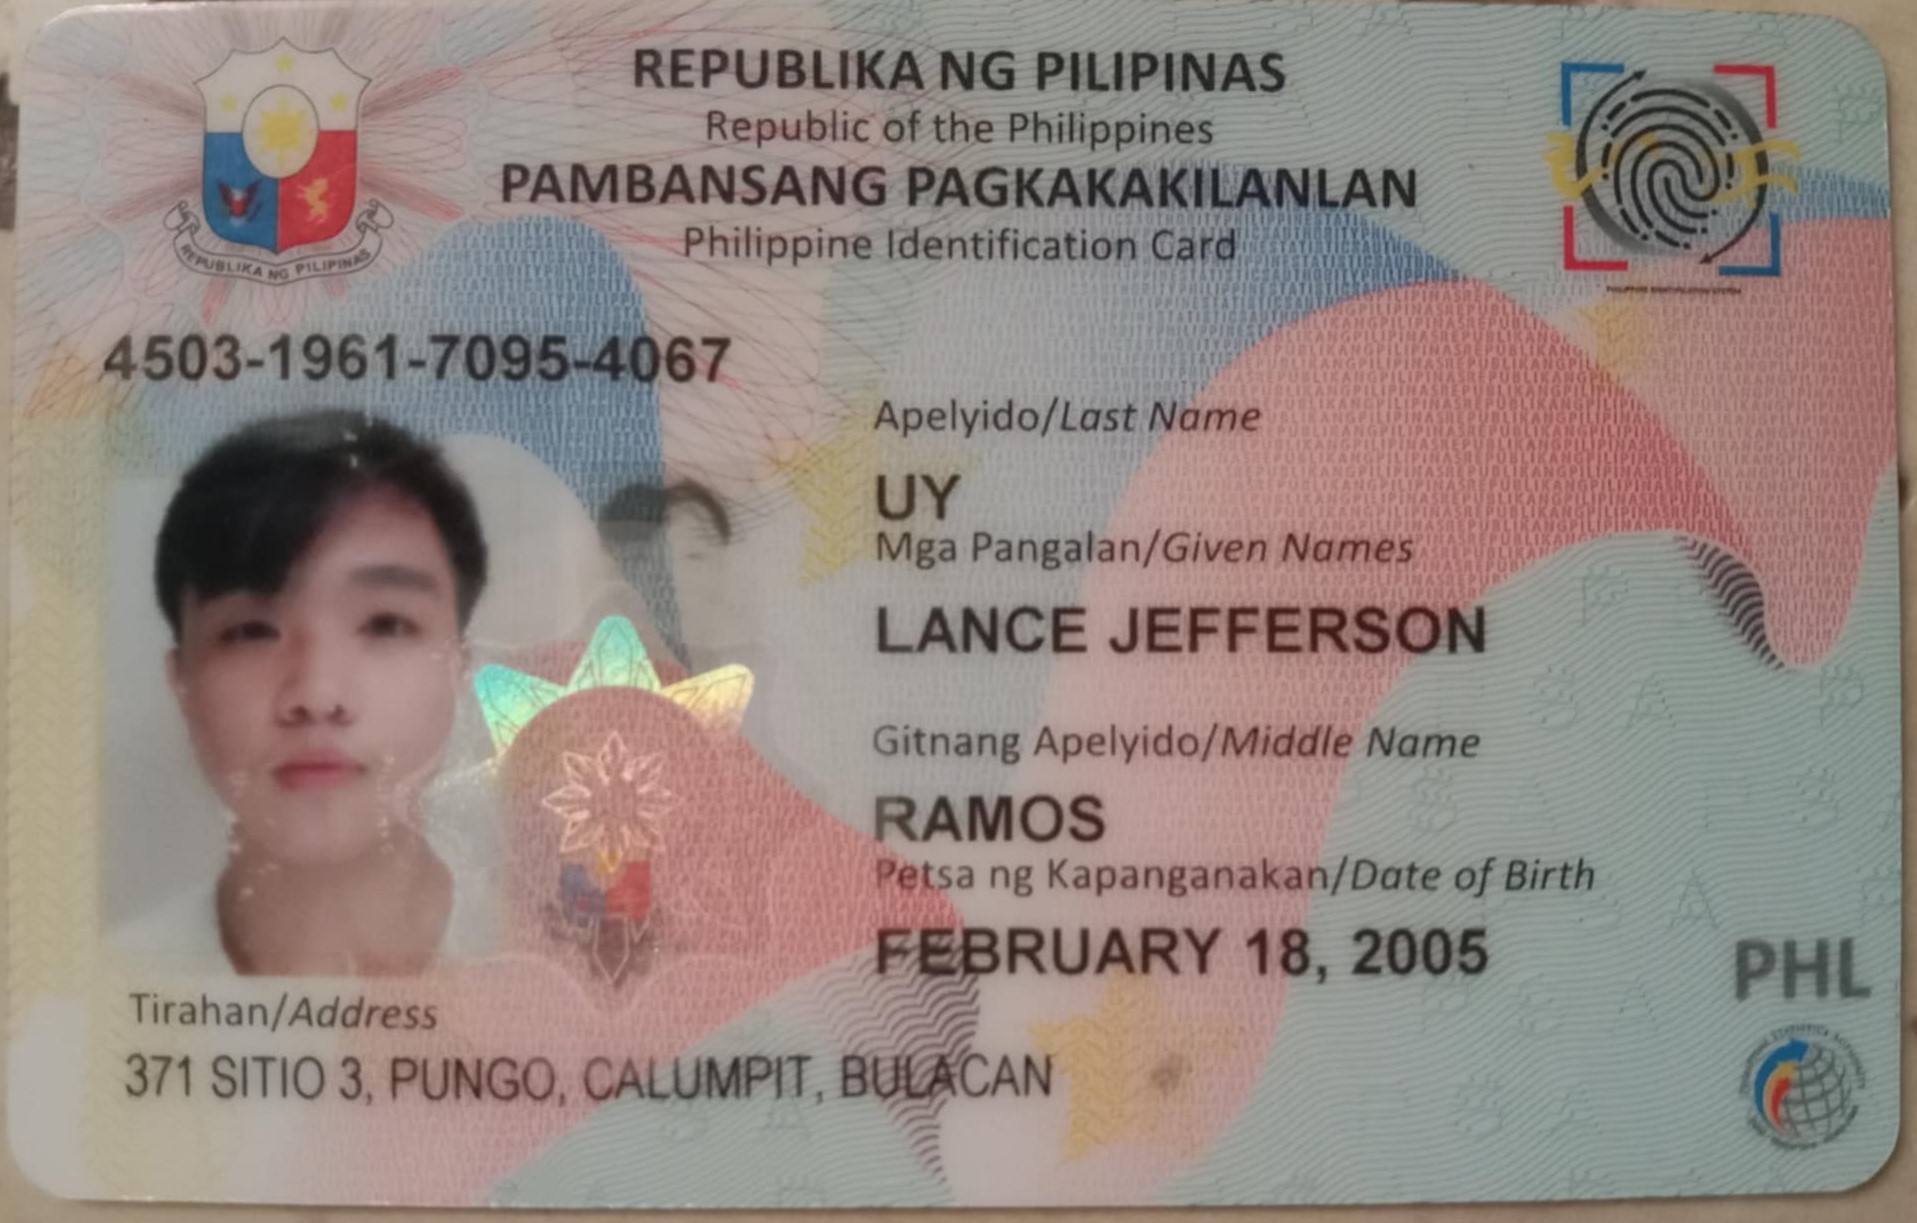 REPUBLIKA NG PILIPINAS
Republic of the Philippines
PAMBANSANG PAGKAKAKILANLAN
Philippine Identification Card
REPUBLIKA NG PILIPINAS
4503-1961-7095-4067
Apelyido/Last Name
UY
Mga Pangalan/Given Names
LANCE JEFFERSON
Gitnang Apelyido/Middle Name
RAMOS
Petsa ng Kapanganakan/Date of Birth
FEBRUARY 18, 2005
PHL
Tirahan/Address
371 SITIO 3, PUNGO, CALUMPIT, BULACAN